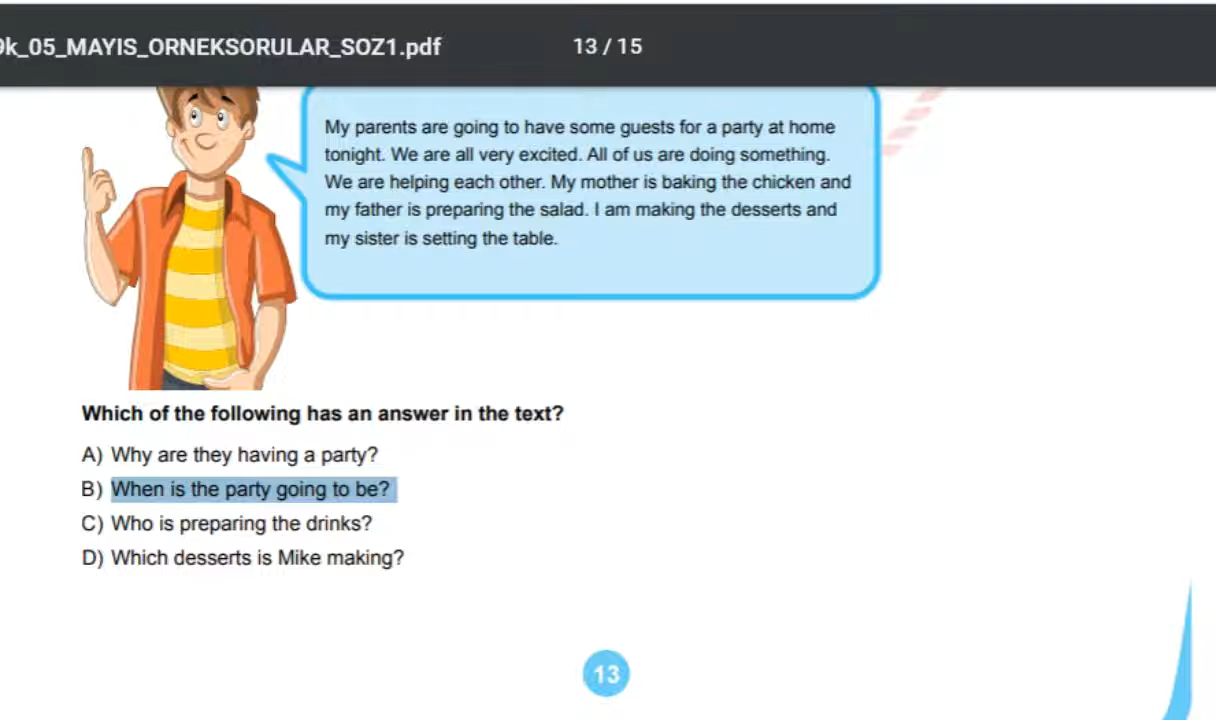 9k_05_MAYIS_ORNEKSORULAR_SOZ1.pdf 13 / 15
My parents are going to have some guests for a party at home
tonight. We are all very excited. All of us are doing something.
We are helping each other. My mother is baking the chicken and
my father is preparing the salad. I am making the desserts and
my sister is setting the table.
Which of the following has an answer in the text?
A) Why are they having a party?
B) When is the party going to be?
C) Who is preparing the drinks?
D) Which desserts is Mike making?
13